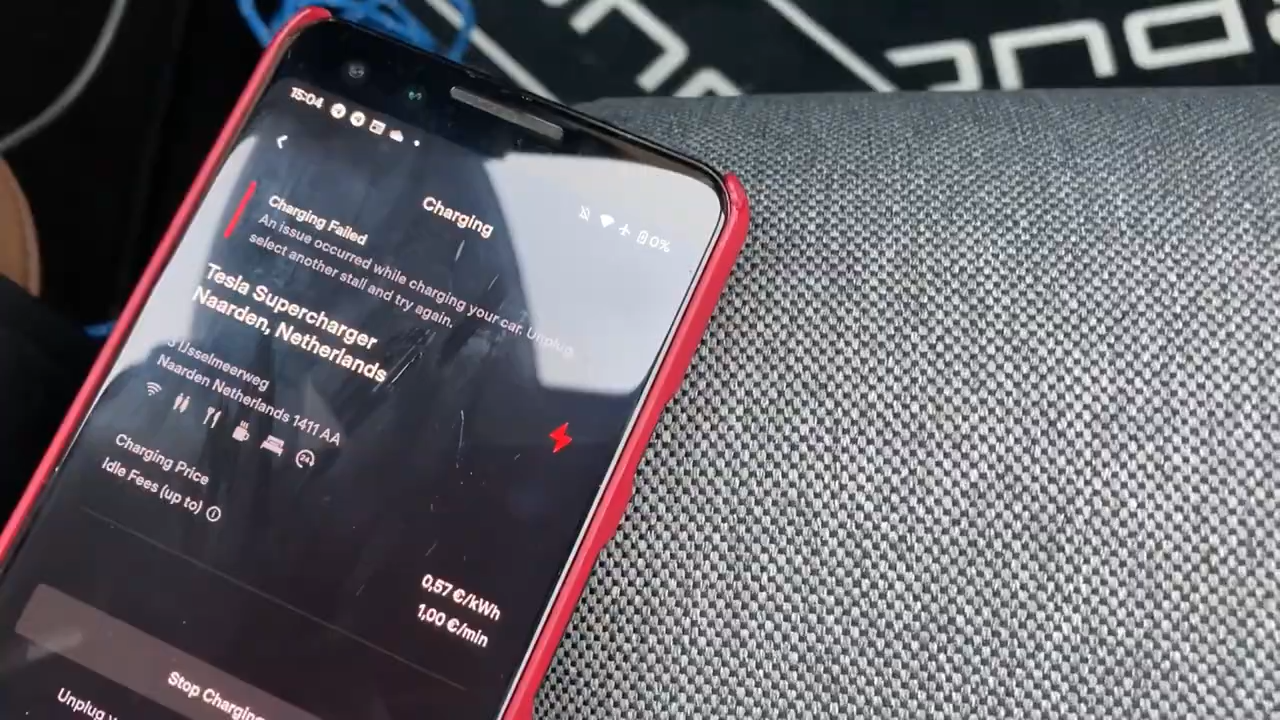 15:04
0%
Charging
Charging Failed
An issue occurred while charging your car. Unplug,
select another stall and try again.
Tesla Supercharger
Naarden, Netherlands
IJsselmeerweg
Naarden Netherlands 1411 AA
24
Charging Price
0,57 €/kWh
Idle Fees (up to)
1,00 €/min
Stop Charging
Unplug